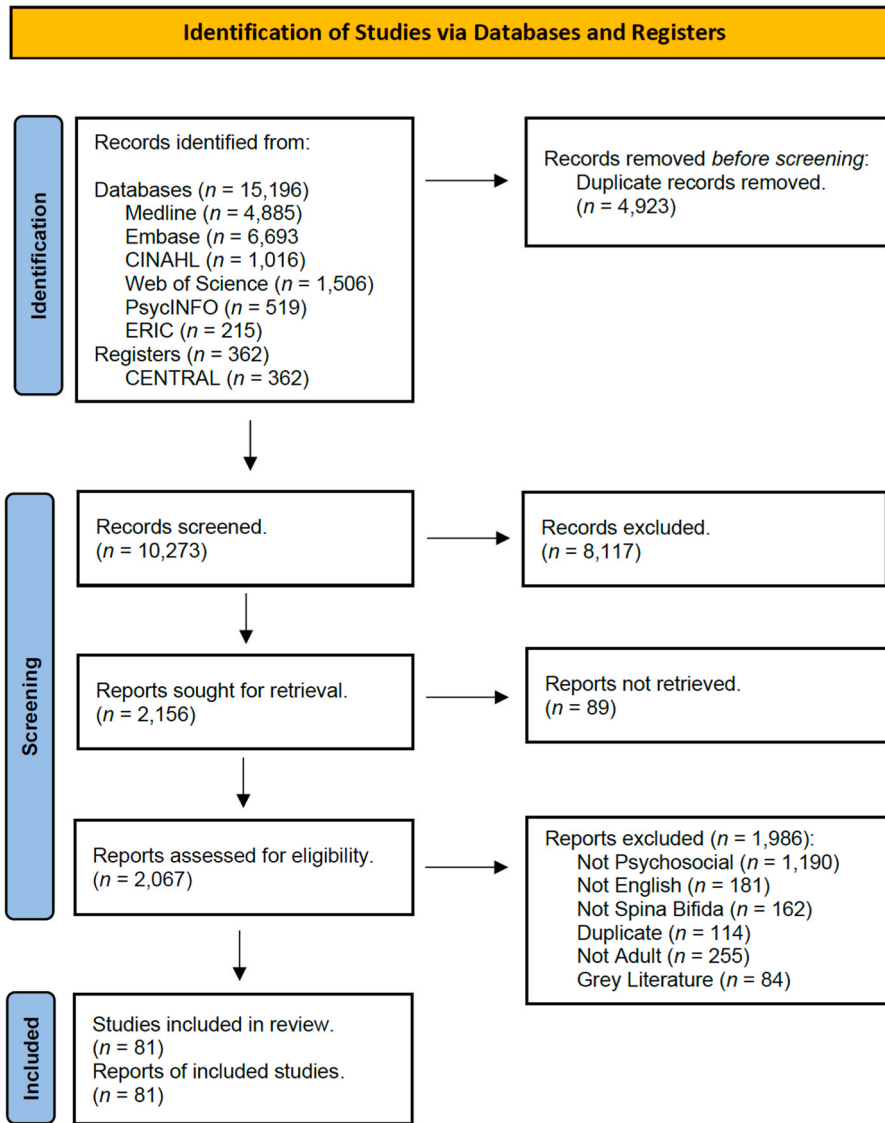 Identification of Studies via Databases and Registers
Identification
Records identified from:
Databases (n = 15,196)
Medline (n = 4,885)
Embase (n = 6,693
CINAHL (n = 1,016)
Web of Science (n = 1,506)
PsycINFO (n = 519)
ERIC (n = 215)
Registers (n = 362)
CENTRAL (n = 362)
Records removed before screening:
Duplicate records removed.
(n = 4,923)
Screening
Records screened.
(n = 10,273)
Records excluded.
(n = 8,117)
Reports sought for retrieval.
(n = 2,156)
Reports not retrieved.
(n = 89)
Reports assessed for eligibility.
(n = 2,067)
Reports excluded (n = 1,986):
Not Psychosocial (n = 1,190)
Not English (n = 181)
Not Spina Bifida (n = 162)
Duplicate (n = 114)
Not Adult (n = 255)
Grey Literature (n = 84)
Included
Studies included in review.
(n = 81)
Reports of included studies.
(n = 81)